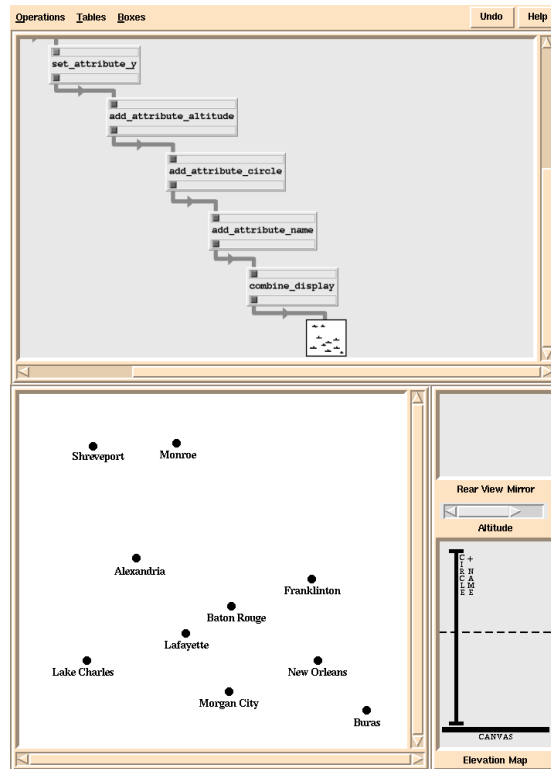 Operations Tables Boxes Undo Help
set_attribute_y
add_attribute_altitude
add_attribute_circle
add_attribute_name
combine_display
Shreveport
Monroe
Alexandria
Franklinton
Baton Rouge
Lafayette
Lake Charles
New Orleans
Morgan City
Buras
Rear View Mirror
Altitude
CIRCLE
+ NAME
CANVAS
Elevation Map